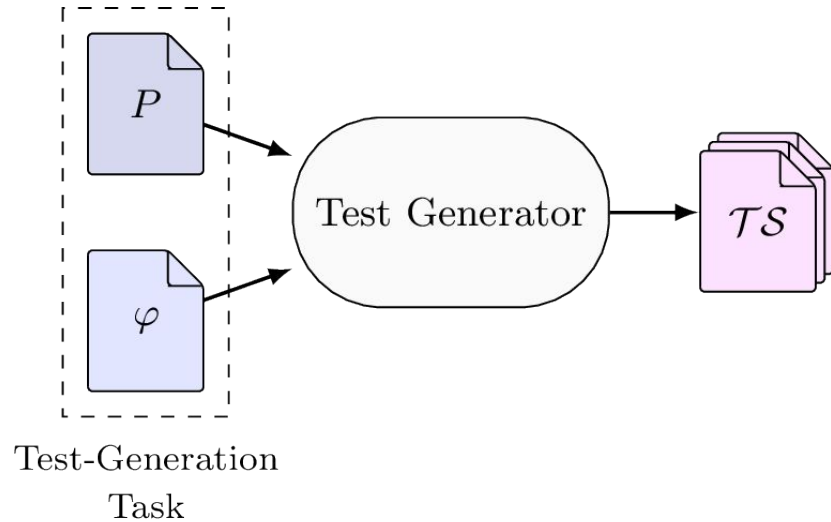 P
Test Generator
𝒯𝒮
φ
Test-Generation
Task